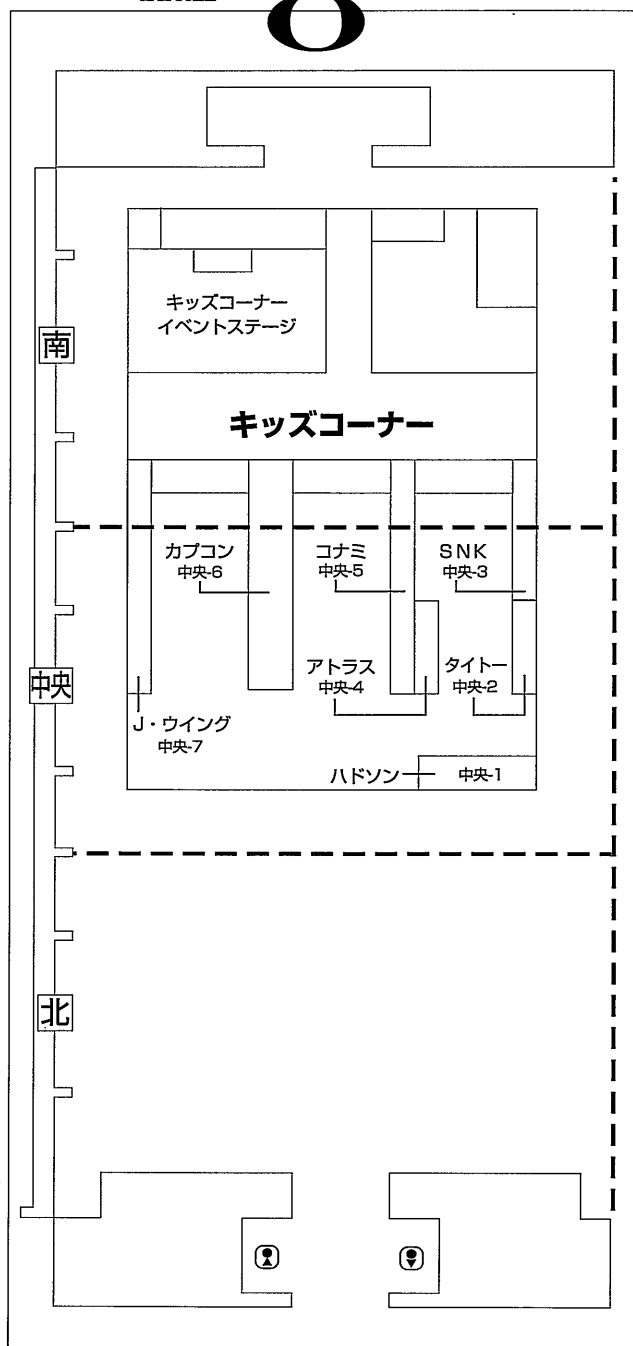 8
キッズコーナー
イベントステージ
南
キッズコーナー
カプコン
中央-6
コナミ
中央-5
SNK
中央-3
アトラス
中央-4
タイトー
中央-2
中央
J・ウイング
中央-7
ハドソン
中央-1
北